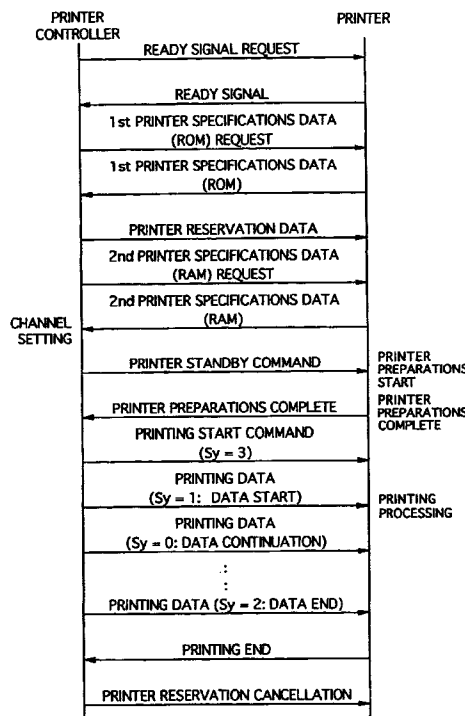 PRINTER
CONTROLLER
PRINTER
READY SIGNAL REQUEST
READY SIGNAL
1st PRINTER SPECIFICATIONS DATA
(ROM) REQUEST
1st PRINTER SPECIFICATIONS DATA
(ROM)
PRINTER RESERVATION DATA
2nd PRINTER SPECIFICATIONS DATA
(RAM) REQUEST
2nd PRINTER SPECIFICATIONS DATA
(RAM)
CHANNEL
SETTING
PRINTER STANDBY COMMAND
PRINTER
PREPARATIONS
START
PRINTER PREPARATIONS COMPLETE
PRINTER
PREPARATIONS
COMPLETE
PRINTING START COMMAND
(Sy = 3)
PRINTING DATA
(Sy = 1: DATA START)
PRINTING
PROCESSING
PRINTING DATA
(Sy = 0: DATA CONTINUATION)
:
:
PRINTING DATA (Sy = 2: DATA END)
PRINTING END
PRINTER RESERVATION CANCELLATION